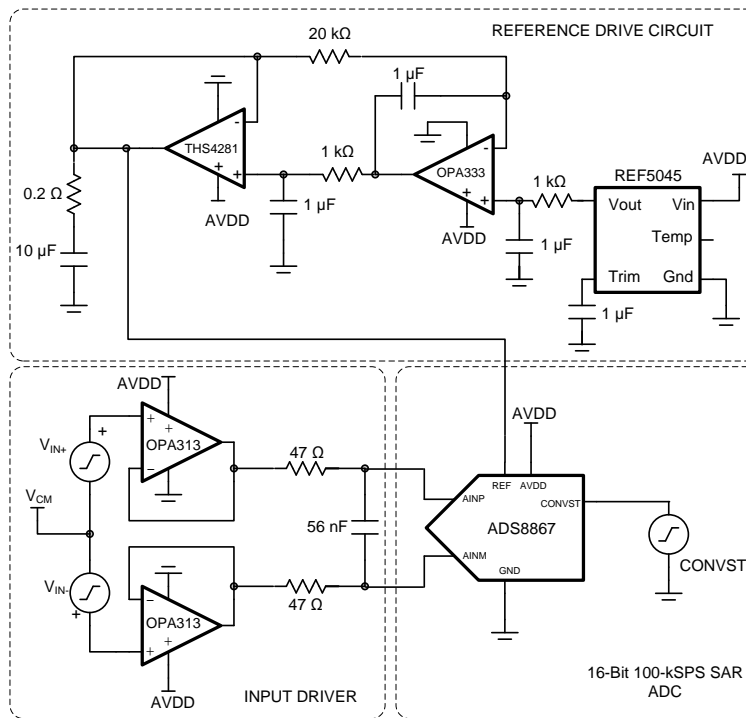 20 kΩ
REFERENCE DRIVE CIRCUIT
1 µF
-
THS4281
+
+
AVDD
1 kΩ
-
OPA333
+
+
AVDD
1 kΩ
REF5045
AVDD
Vout
Vin
Temp
Trim
Gnd
0.2 Ω
10 µF
1 µF
1 µF
1 µF
AVDD
+
VIN+
+
+
OPA313
−
47 Ω
VCM
56 nF
VIN-
+
−
OPA313
+
+
47 Ω
AVDD
INPUT DRIVER
AVDD
REF
AVDD
CONVST
AINP
ADS8867
AINM
GND
CONVST
16-Bit 100-kSPS SAR
ADC